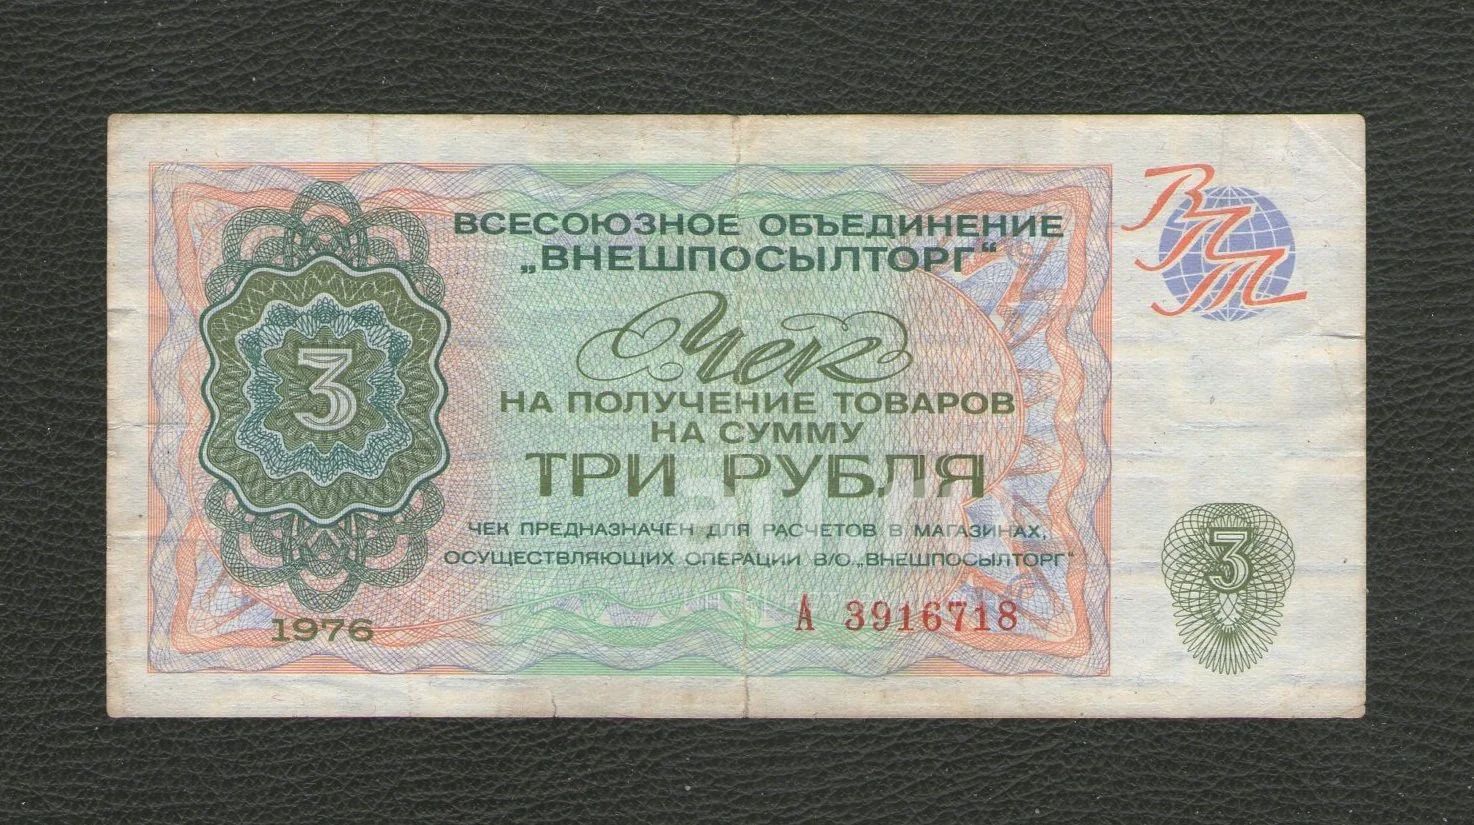 ВСЕСОЮЗНОЕ ОБЪЕДИНЕНИЕ
„ВНЕШПОСЫЛТОРГ“
ВПТ
Чек
НА ПОЛУЧЕНИЕ ТОВАРОВ
НА СУММУ
ТРИ РУБЛЯ
ЧЕК ПРЕДНАЗНАЧЕН ДЛЯ РАСЧЕТОВ В МАГАЗИНАХ,
ОСУЩЕСТВЛЯЮЩИХ ОПЕРАЦИИ В/О „ВНЕШПОСЫЛТОРГ“
3
3
1976
А 3916718